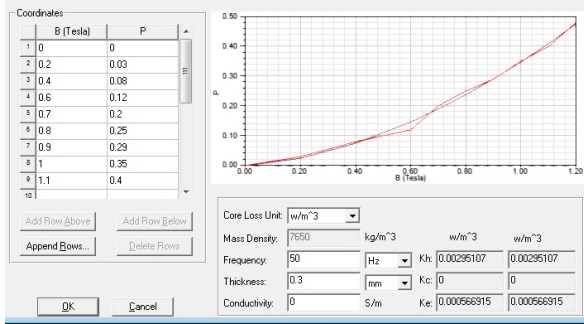 Coordinates
B (Tesla) P
1 0 0
2 0.2 0.03
3 0.4 0.08
4 0.6 0.12
5 0.7 0.2
6 0.8 0.25
7 0.9 0.29
8 1 0.35
9 1.1 0.4
10
Add Row Above Add Row Below
Append Rows... Delete Rows
OK Cancel
0.50
0.40
0.30
P
0.20
0.10
0.00
0.00 0.20 0.40 0.60 0.80 1.00 1.20
B (Tesla)
Core Loss Unit: w/m^3
Mass Density: 7650 kg/m^3 w/m^3 w/m^3
Frequency: 50 Hz Kh: 0.00295107 0.00295107
Thickness: 0.3 mm Kc: 0 0
Conductivity: 0 S/m Ke: 0.000566915 0.000566915